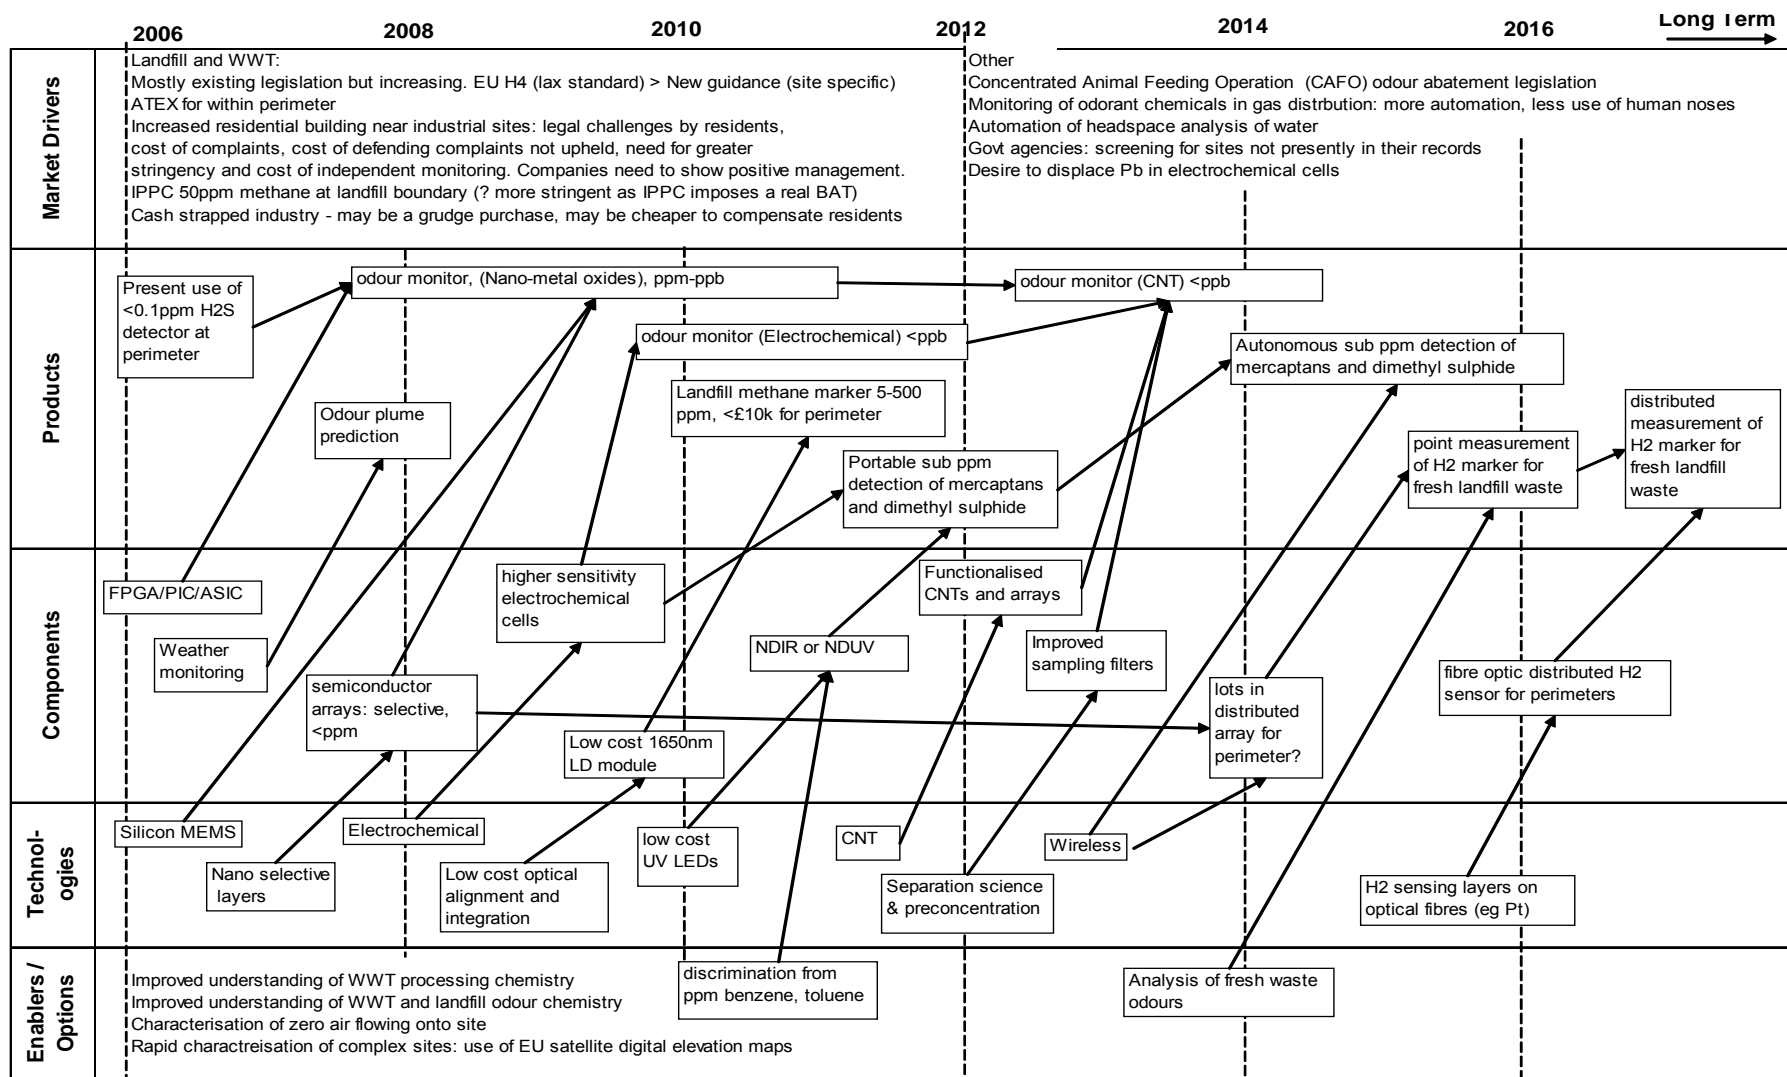 2006
2008
2010
2012
2014
2016
Long Term
Market Drivers
Landfill and WWT:
Mostly existing legislation but increasing. EU H4 (lax standard) > New guidance (site specific)
ATEX for within perimeter
Increased residential building near industrial sites: legal challenges by residents,
cost of complaints, cost of defending complaints not upheld, need for greater
stringency and cost of independent monitoring. Companies need to show positive management.
IPPC 50ppm methane at landfill boundary (? more stringent as IPPC imposes a real BAT)
Cash strapped industry - may be a grudge purchase, may be cheaper to compensate residents
Other
Concentrated Animal Feeding Operation (CAFO) odour abatement legislation
Monitoring of odorant chemicals in gas distrbution: more automation, less use of human noses
Automation of headspace analysis of water
Govt agencies: screening for sites not presently in their records
Desire to displace Pb in electrochemical cells
Products
Present use of
<0.1ppm H2S
detector at
perimeter
odour monitor, (Nano-metal oxides), ppm-ppb
odour monitor (CNT) <ppb
odour monitor (Electrochemical) <ppb
Autonomous sub ppm detection of
mercaptans and dimethyl sulphide
Landfill methane marker 5-500
ppm, <£10k for perimeter
Odour plume
prediction
distributed
measurement of
H2 marker for
fresh landfill
waste
point measurement
of H2 marker for
fresh landfill waste
Portable sub ppm
detection of mercaptans
and dimethyl sulphide
Components
FPGA/PIC/ASIC
higher sensitivity
electrochemical
cells
Functionalised
CNTs and arrays
Weather
monitoring
NDIR or NDUV
Improved
sampling filters
semiconductor
arrays: selective,
<ppm
lots in
distributed
array for
perimeter?
fibre optic distributed H2
sensor for perimeters
Low cost 1650nm
LD module
Technol-
ogies
Silicon MEMS
Electrochemical
low cost
UV LEDs
CNT
Wireless
Nano selective
layers
Low cost optical
alignment and
integration
Separation science
& preconcentration
H2 sensing layers on
optical fibres (eg Pt)
Enablers /
Options
Improved understanding of WWT processing chemistry
Improved understanding of WWT and landfill odour chemistry
Characterisation of zero air flowing onto site
Rapid charactreisation of complex sites: use of EU satellite digital elevation maps
discrimination from
ppm benzene, toluene
Analysis of fresh waste
odours